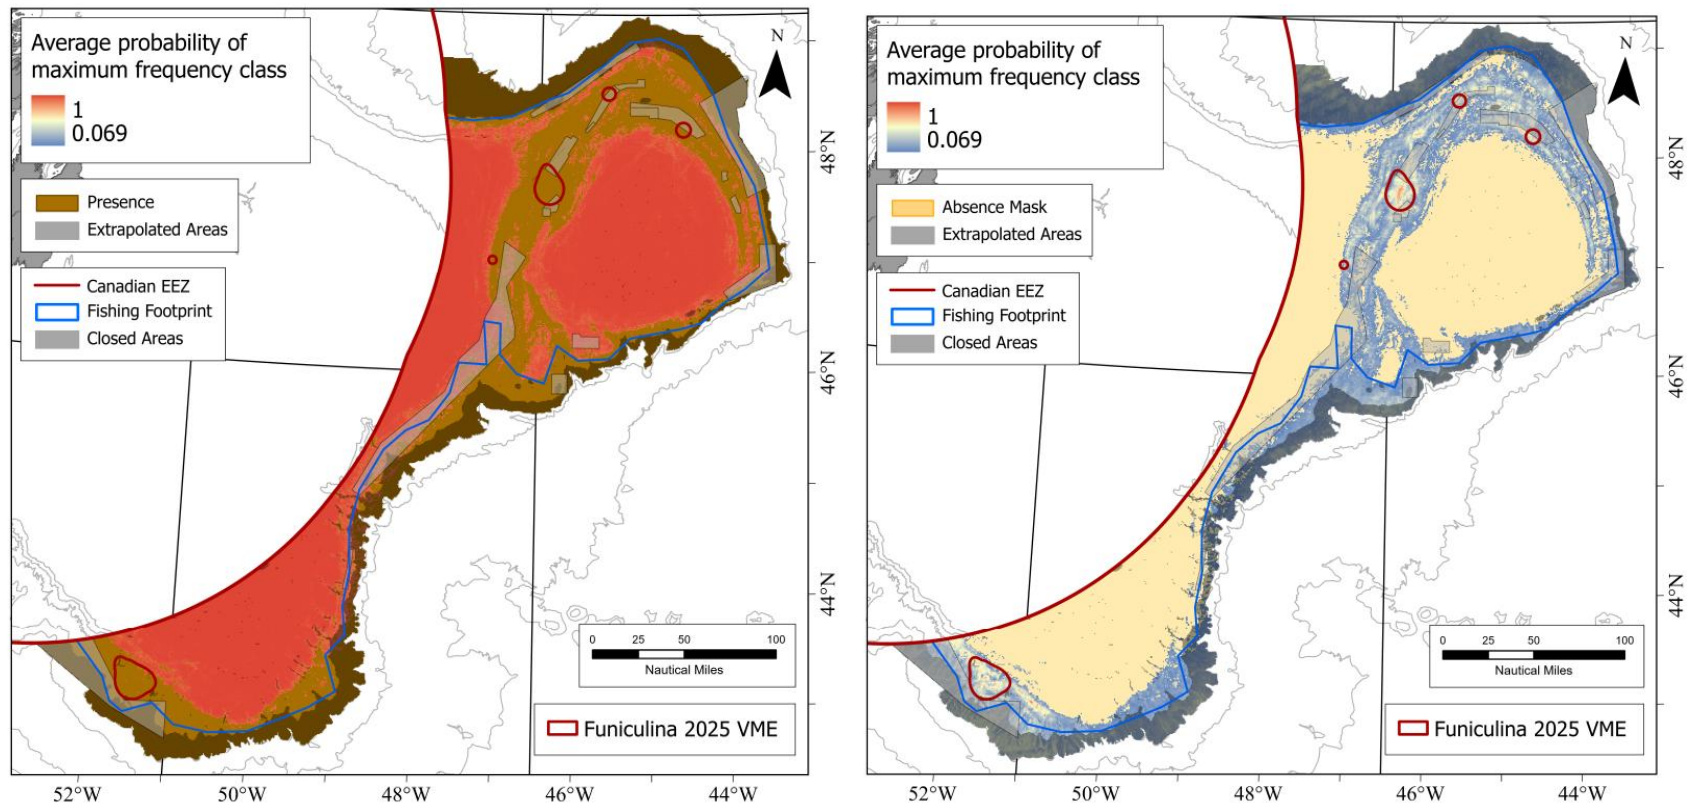 Average probability of
maximum frequency class
1
0.069
Presence
Extrapolated Areas
Canadian EEZ
Fishing Footprint
Closed Areas
N
48°N
46°N
44°N
0 25 50 100
Nautical Miles
Funiculina 2025 VME
52°W 50°W 48°W 46°W 44°W
Average probability of
maximum frequency class
1
0.069
Absence Mask
Extrapolated Areas
Canadian EEZ
Fishing Footprint
Closed Areas
N
48°N
46°N
44°N
0 25 50 100
Nautical Miles
Funiculina 2025 VME
52°W 50°W 48°W 46°W 44°W